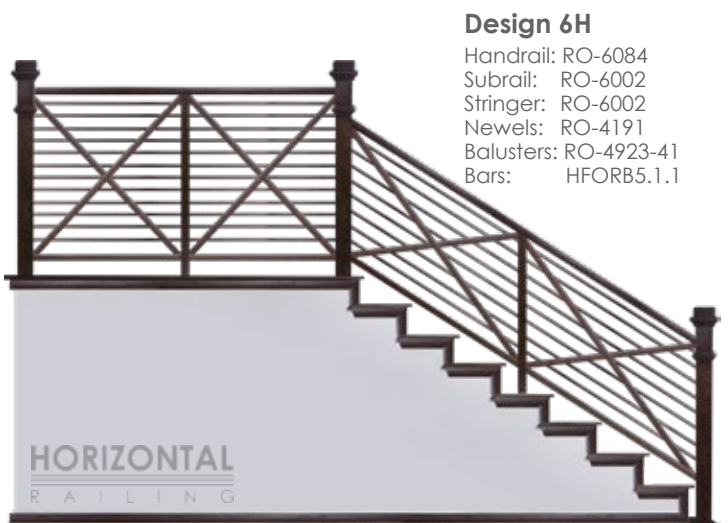 Design 6H
Handrail: RO-6084
Subrail: RO-6002
Stringer: RO-6002
Newels: RO-4191
Balusters: RO-4923-41
Bars: HFORB5.1.1
HORIZONTAL
RAILING